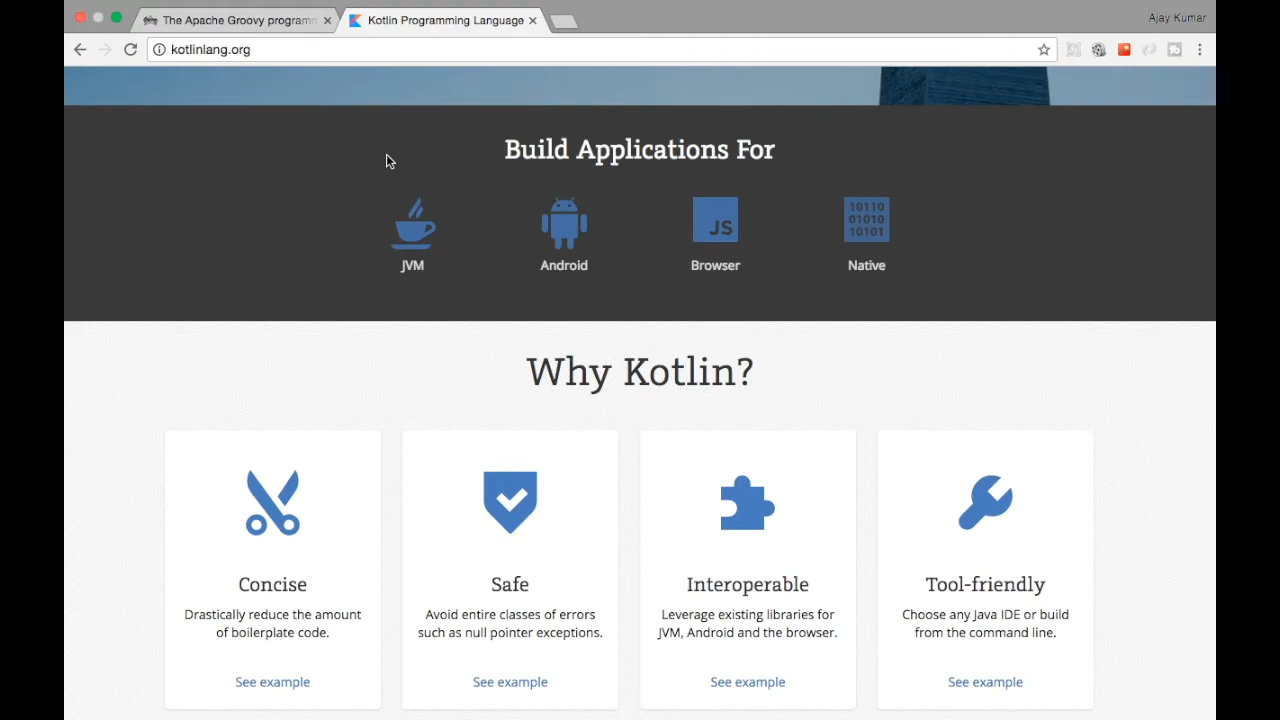 The Apache Groovy programm
Kotlin Programming Language
Ajay Kumar
kotlinlang.org
Build Applications For
JS
10110
01010
10101
JVM
Android
Browser
Native
Why Kotlin?
Concise
Drastically reduce the amount
of boilerplate code.
See example
Safe
Avoid entire classes of errors
such as null pointer exceptions.
See example
Interoperable
Leverage existing libraries for
JVM, Android and the browser.
See example
Tool-friendly
Choose any Java IDE or build
from the command line.
See example